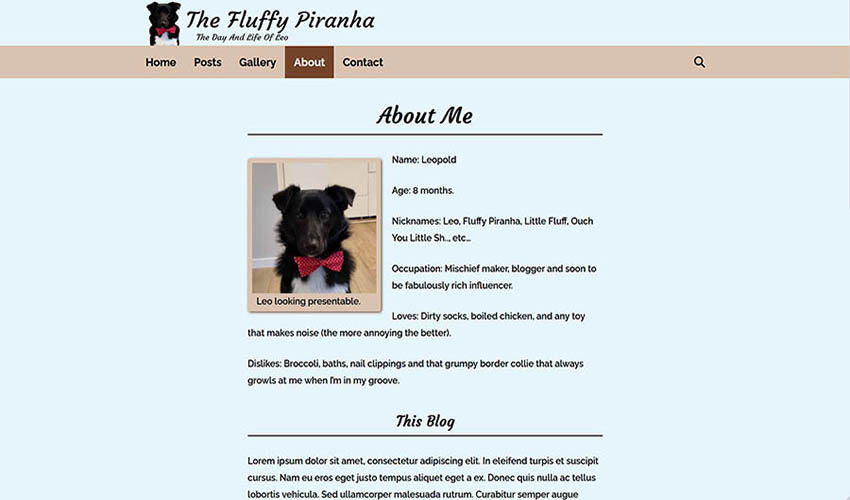 The Fluffy Piranha
The Day And Life Of Leo
Home Posts Gallery About Contact
About Me
Name: Leopold
Age: 8 months.
Nicknames: Leo, Fluffy Piranha, Little Fluff, Ouch
You Little Sh.., etc...
Occupation: Mischief maker, blogger and soon to
be fabulously rich influencer.
Leo looking presentable.
Loves: Dirty socks, boiled chicken, and any toy
that makes noise (the more annoying the better).
Dislikes: Broccoli, baths, nail clippings and that grumpy border collie that always
growls at me when I'm in my groove.
This Blog
Lorem ipsum dolor sit amet, consectetur adipiscing elit. In eleifend turpis et suscipit
cursus. Nam eu eros eget justo tempus aliquet eget a ex. Donec quis nulla ac tellus
lobortis vehicula. Sed ullamcorper malesuada rutrum. Curabitur semper augue